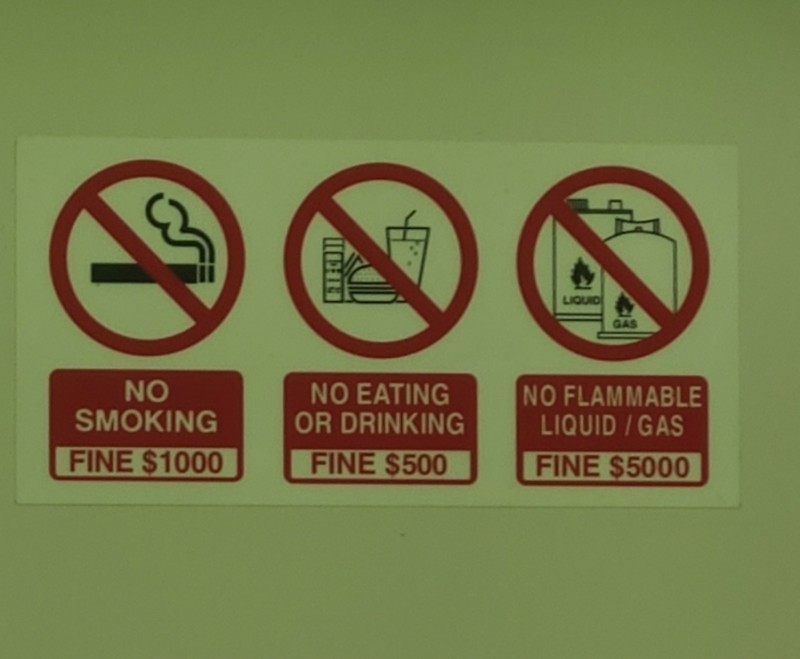 LIQUID
GAS
NO
SMOKING
FINE $1000
NO EATING
OR DRINKING
FINE $500
NO FLAMMABLE
LIQUID / GAS
FINE $5000